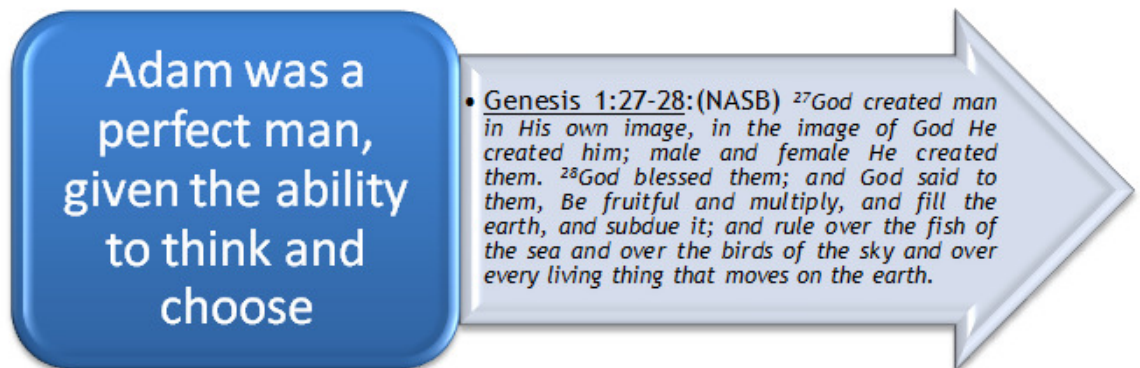 Adam was a
perfect man,
given the ability
to think and
choose
• Genesis 1:27-28:(NASB) ²⁷God created man
in His own image, in the image of God He
created him; male and female He created
them. ²⁸God blessed them; and God said to
them, Be fruitful and multiply, and fill the
earth, and subdue it; and rule over the fish of
the sea and over the birds of the sky and over
every living thing that moves on the earth.